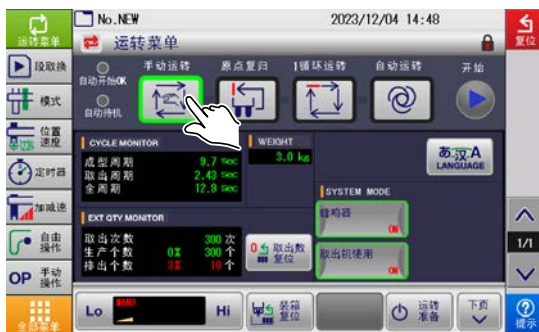 No.NEW 2023/12/04 14:48
运转菜单
复位
运转菜单
段取换
自动开始OK
自动待机
手动运转
原点复归
1循环运转
自动运转
开始
模式
位置
速度
CYCLE MONITOR
成型周期 9.7 sec
取出周期 2.43 sec
全周期 12.9 sec
WEIGHT
3.0 kg
あ汉A
LANGUAGE
定时器
加减速
EXT QTY MONITOR
取出次数 300 次
生产个数 0% 300 个
排出个数 3% 10 个
取出数
复位
SYSTEM MODE
蜂鸣器
ON
取出机使用
ON
自由
操作
1/1
OP 手动
操作
全部菜单
Lo Hi
装箱
复位
运转
准备
下页
提示